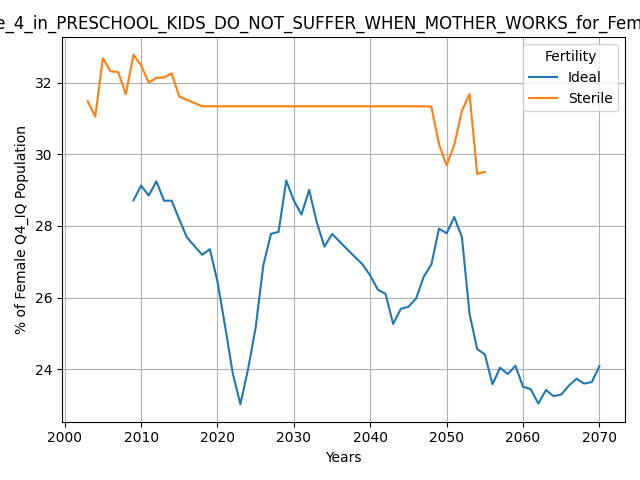 e_4_in_PRESCHOOL_KIDS_DO_NOT_SUFFER_WHEN_MOTHER_WORKS_for_Fem
Fertility
Ideal
Sterile
% of Female Q4_IQ Population
32
30
28
26
24
2000 2010 2020 2030 2040 2050 2060 2070
Years